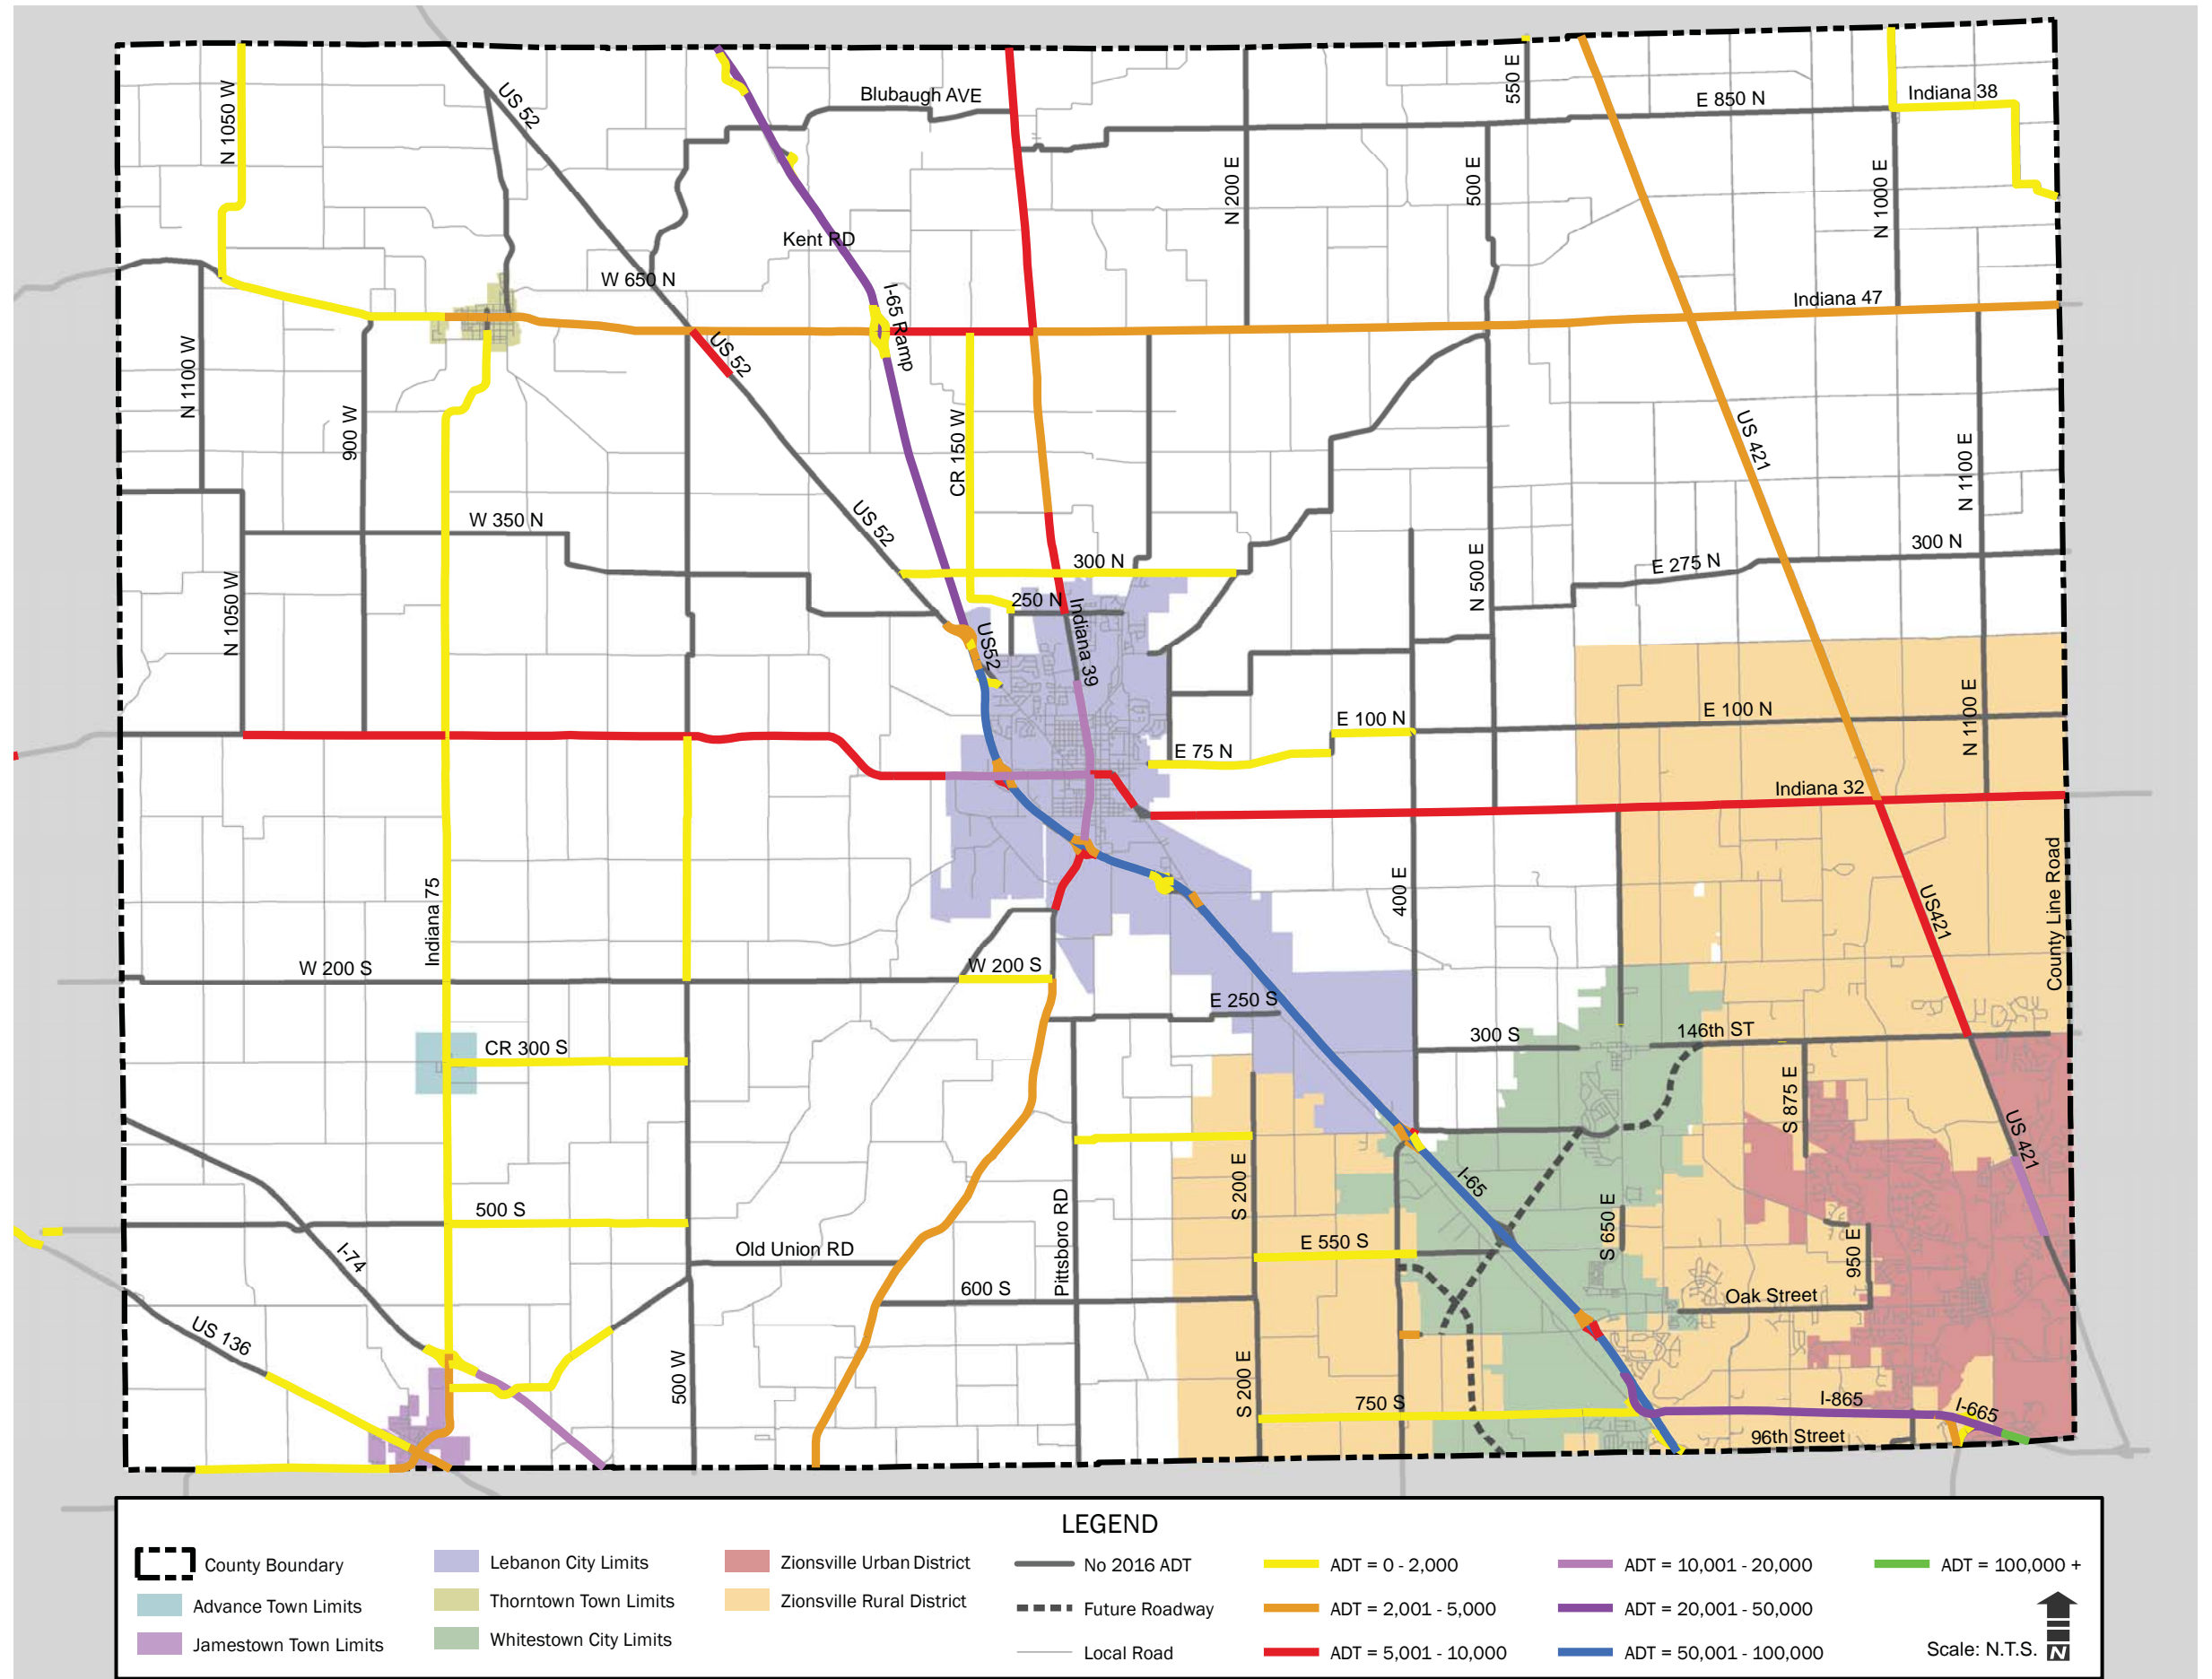 US 52
Blubaugh AVE
550 E
E 850 N
Indiana 38
N 1050 W
N 200 E
500 E
N 1000 E
Kent RD
W 650 N
I-65 Ramp
Indiana 47
US 52
N 1100 W
900 W
CR 150 W
US 421
N 1100 E
W 350 N
US 52
300 N
E 275 N
300 N
N 1050 W
250 N
Indiana 39
US52
N 500 E
E 100 N
E 100 N
N 1100 E
E 75 N
Indiana 32
Indiana 75
400 E
US421
County Line Road
W 200 S
W 200 S
E 250 S
300 S
146th ST
CR 300 S
S 875 E
US 421
S 200 E
I-65
Pittsboro RD
500 S
S 650 E
950 E
I-74
Old Union RD
E 550 S
600 S
Oak Street
US 136
500 W
S 200 E
750 S
I-865
I-665
96th Street
LEGEND
County Boundary
Advance Town Limits
Jamestown Town Limits
Lebanon City Limits
Thorntown Town Limits
Whitestown City Limits
Zionsville Urban District
Zionsville Rural District
No 2016 ADT
Future Roadway
Local Road
ADT = 0 - 2,000
ADT = 2,001 - 5,000
ADT = 5,001 - 10,000
ADT = 10,001 - 20,000
ADT = 20,001 - 50,000
ADT = 50,001 - 100,000
ADT = 100,000 +
Scale: N.T.S.
N